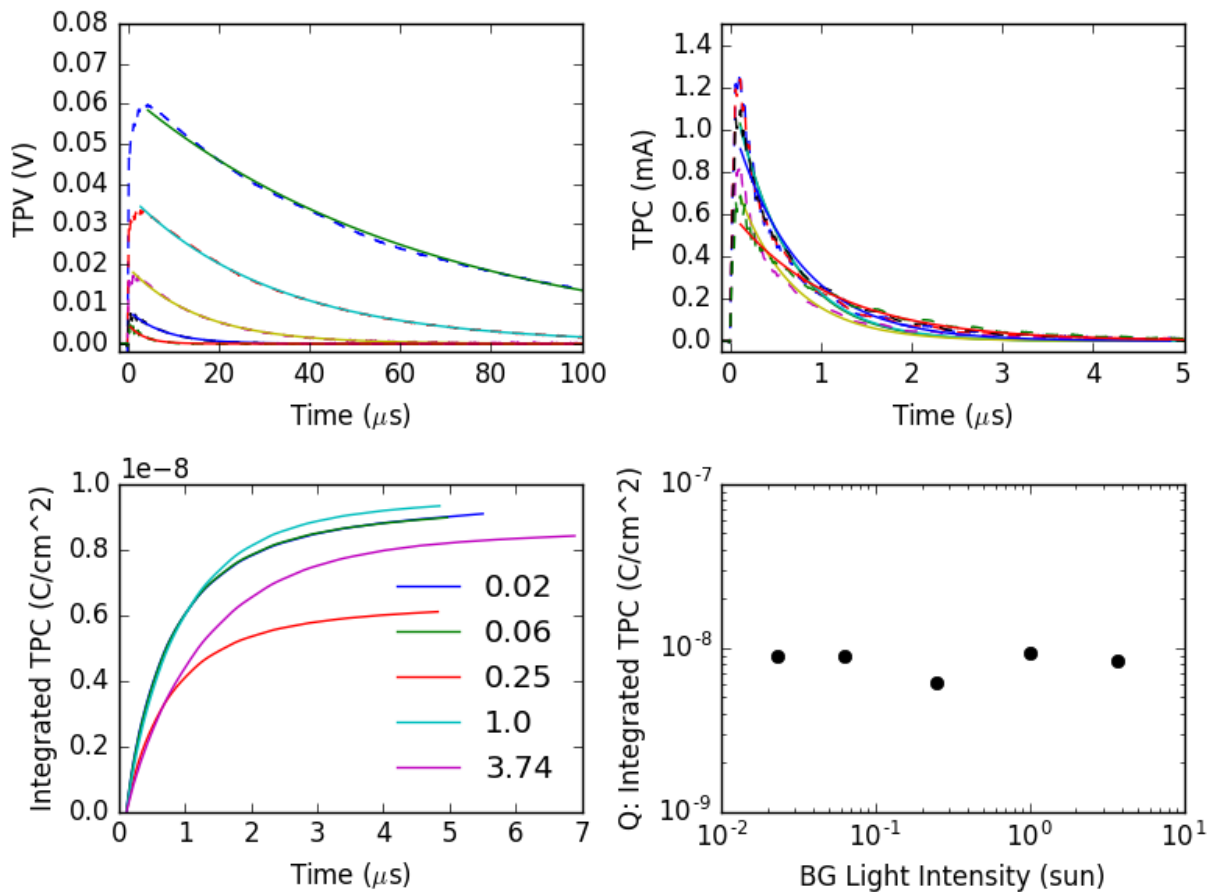 0.08
0.07
0.06
0.05
0.04
0.03
0.02
0.01
0.00
TPV (V)
0 20 40 60 80 100
Time (μs)
1.4
1.2
1.0
0.8
0.6
0.4
0.2
0.0
TPC (mA)
0 1 2 3 4 5
Time (μs)
1e−8
1.0
0.8
0.6
0.4
0.2
0.0
Integrated TPC (C/cm^2)
0.02
0.06
0.25
1.0
3.74
0 1 2 3 4 5 6 7
Time (μs)
10^-7
10^-8
10^-9
Q: Integrated TPC (C/cm^2)
10^-2 10^-1 10^0 10^1
BG Light Intensity (sun)